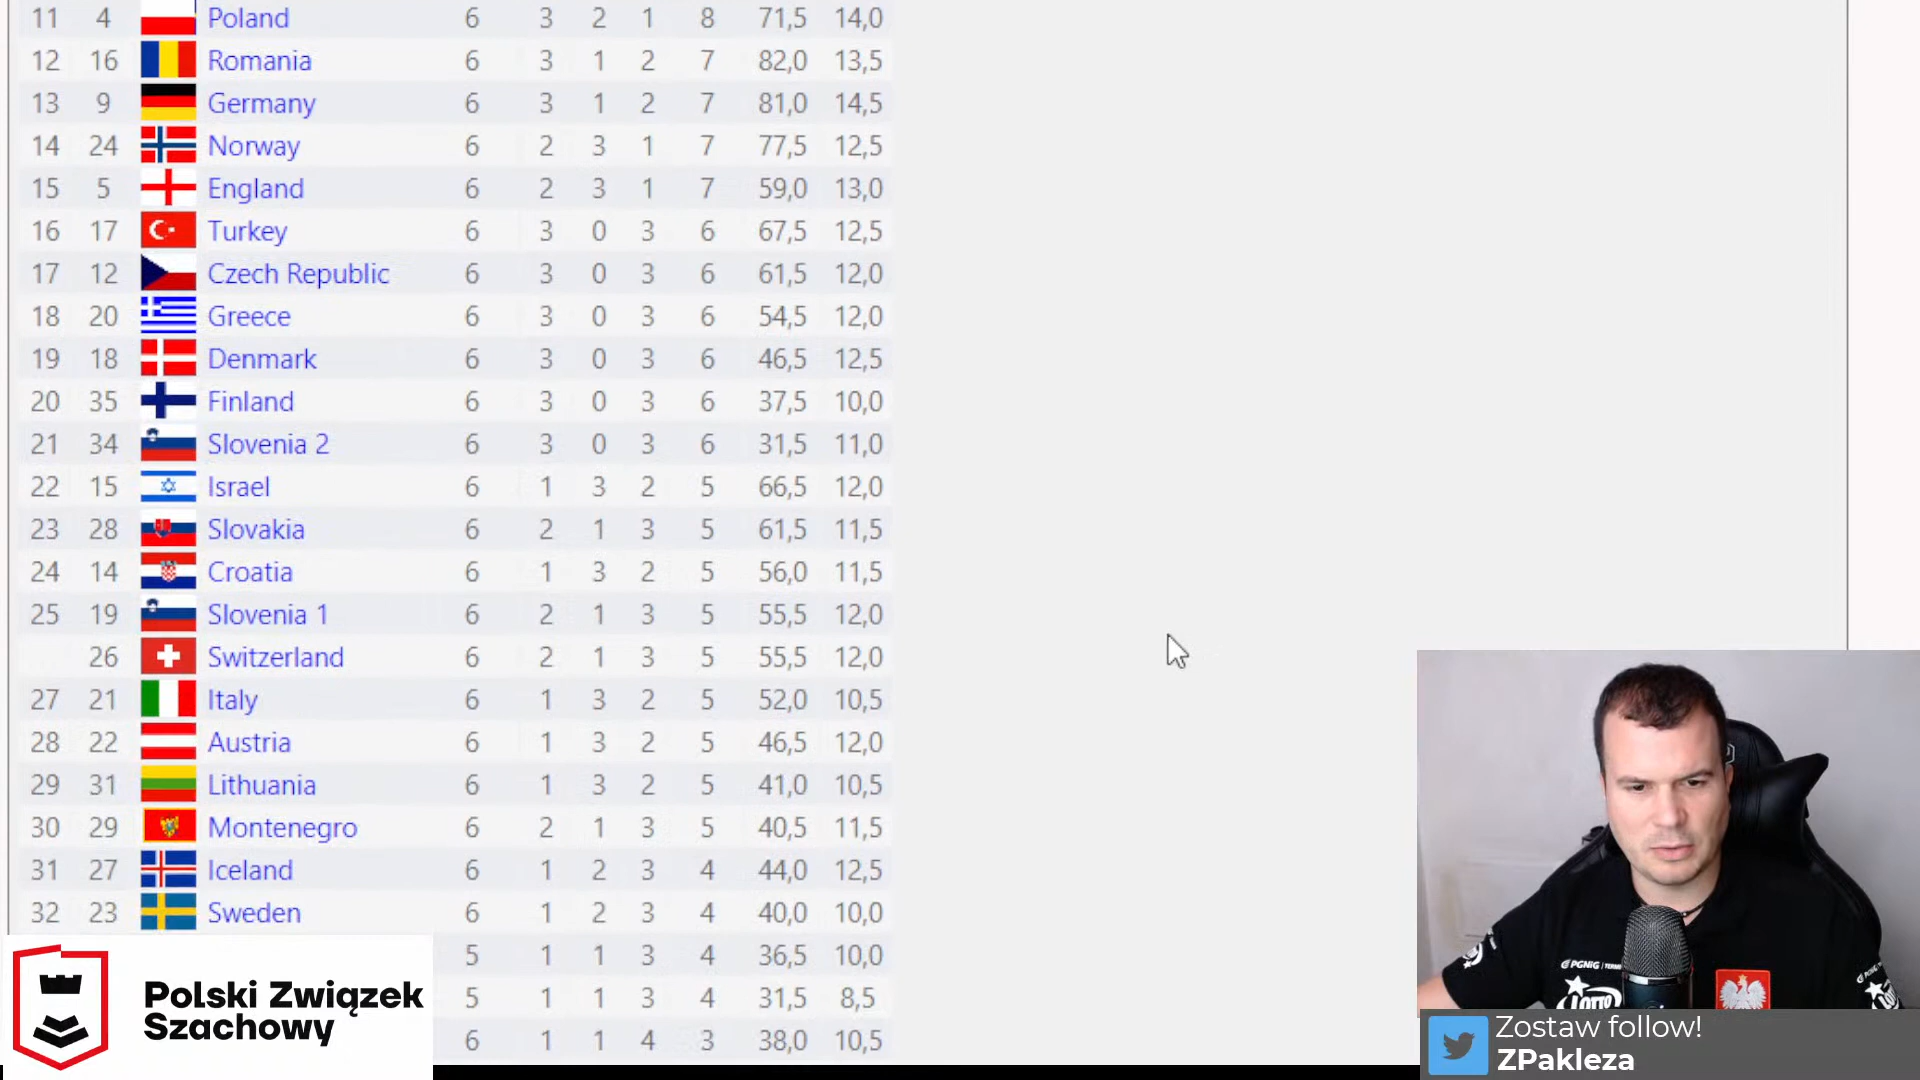 11 4 Poland 6 3 2 1 8 71,5 14,0
12 16 Romania 6 3 1 2 7 82,0 13,5
13 9 Germany 6 3 1 2 7 81,0 14,5
14 24 Norway 6 2 3 1 7 77,5 12,5
15 5 England 6 2 3 1 7 59,0 13,0
16 17 Turkey 6 3 0 3 6 67,5 12,5
17 12 Czech Republic 6 3 0 3 6 61,5 12,0
18 20 Greece 6 3 0 3 6 54,5 12,0
19 18 Denmark 6 3 0 3 6 46,5 12,5
20 35 Finland 6 3 0 3 6 37,5 10,0
21 34 Slovenia 2 6 3 0 3 6 31,5 11,0
22 15 Israel 6 1 3 2 5 66,5 12,0
23 28 Slovakia 6 2 1 3 5 61,5 11,5
24 14 Croatia 6 1 3 2 5 56,0 11,5
25 19 Slovenia 1 6 2 1 3 5 55,5 12,0
26 Switzerland 6 2 1 3 5 55,5 12,0
27 21 Italy 6 1 3 2 5 52,0 10,5
28 22 Austria 6 1 3 2 5 46,5 12,0
29 31 Lithuania 6 1 3 2 5 41,0 10,5
30 29 Montenegro 6 2 1 3 5 40,5 11,5
31 27 Iceland 6 1 2 3 4 44,0 12,5
32 23 Sweden 6 1 2 3 4 40,0 10,0
5 1 1 3 4 36,5 10,0
5 1 1 3 4 31,5 8,5
6 1 1 4 3 38,0 10,5
Polski Związek
Szachowy
PGNiG
LOTTO
Zostaw follow!
ZPakleza